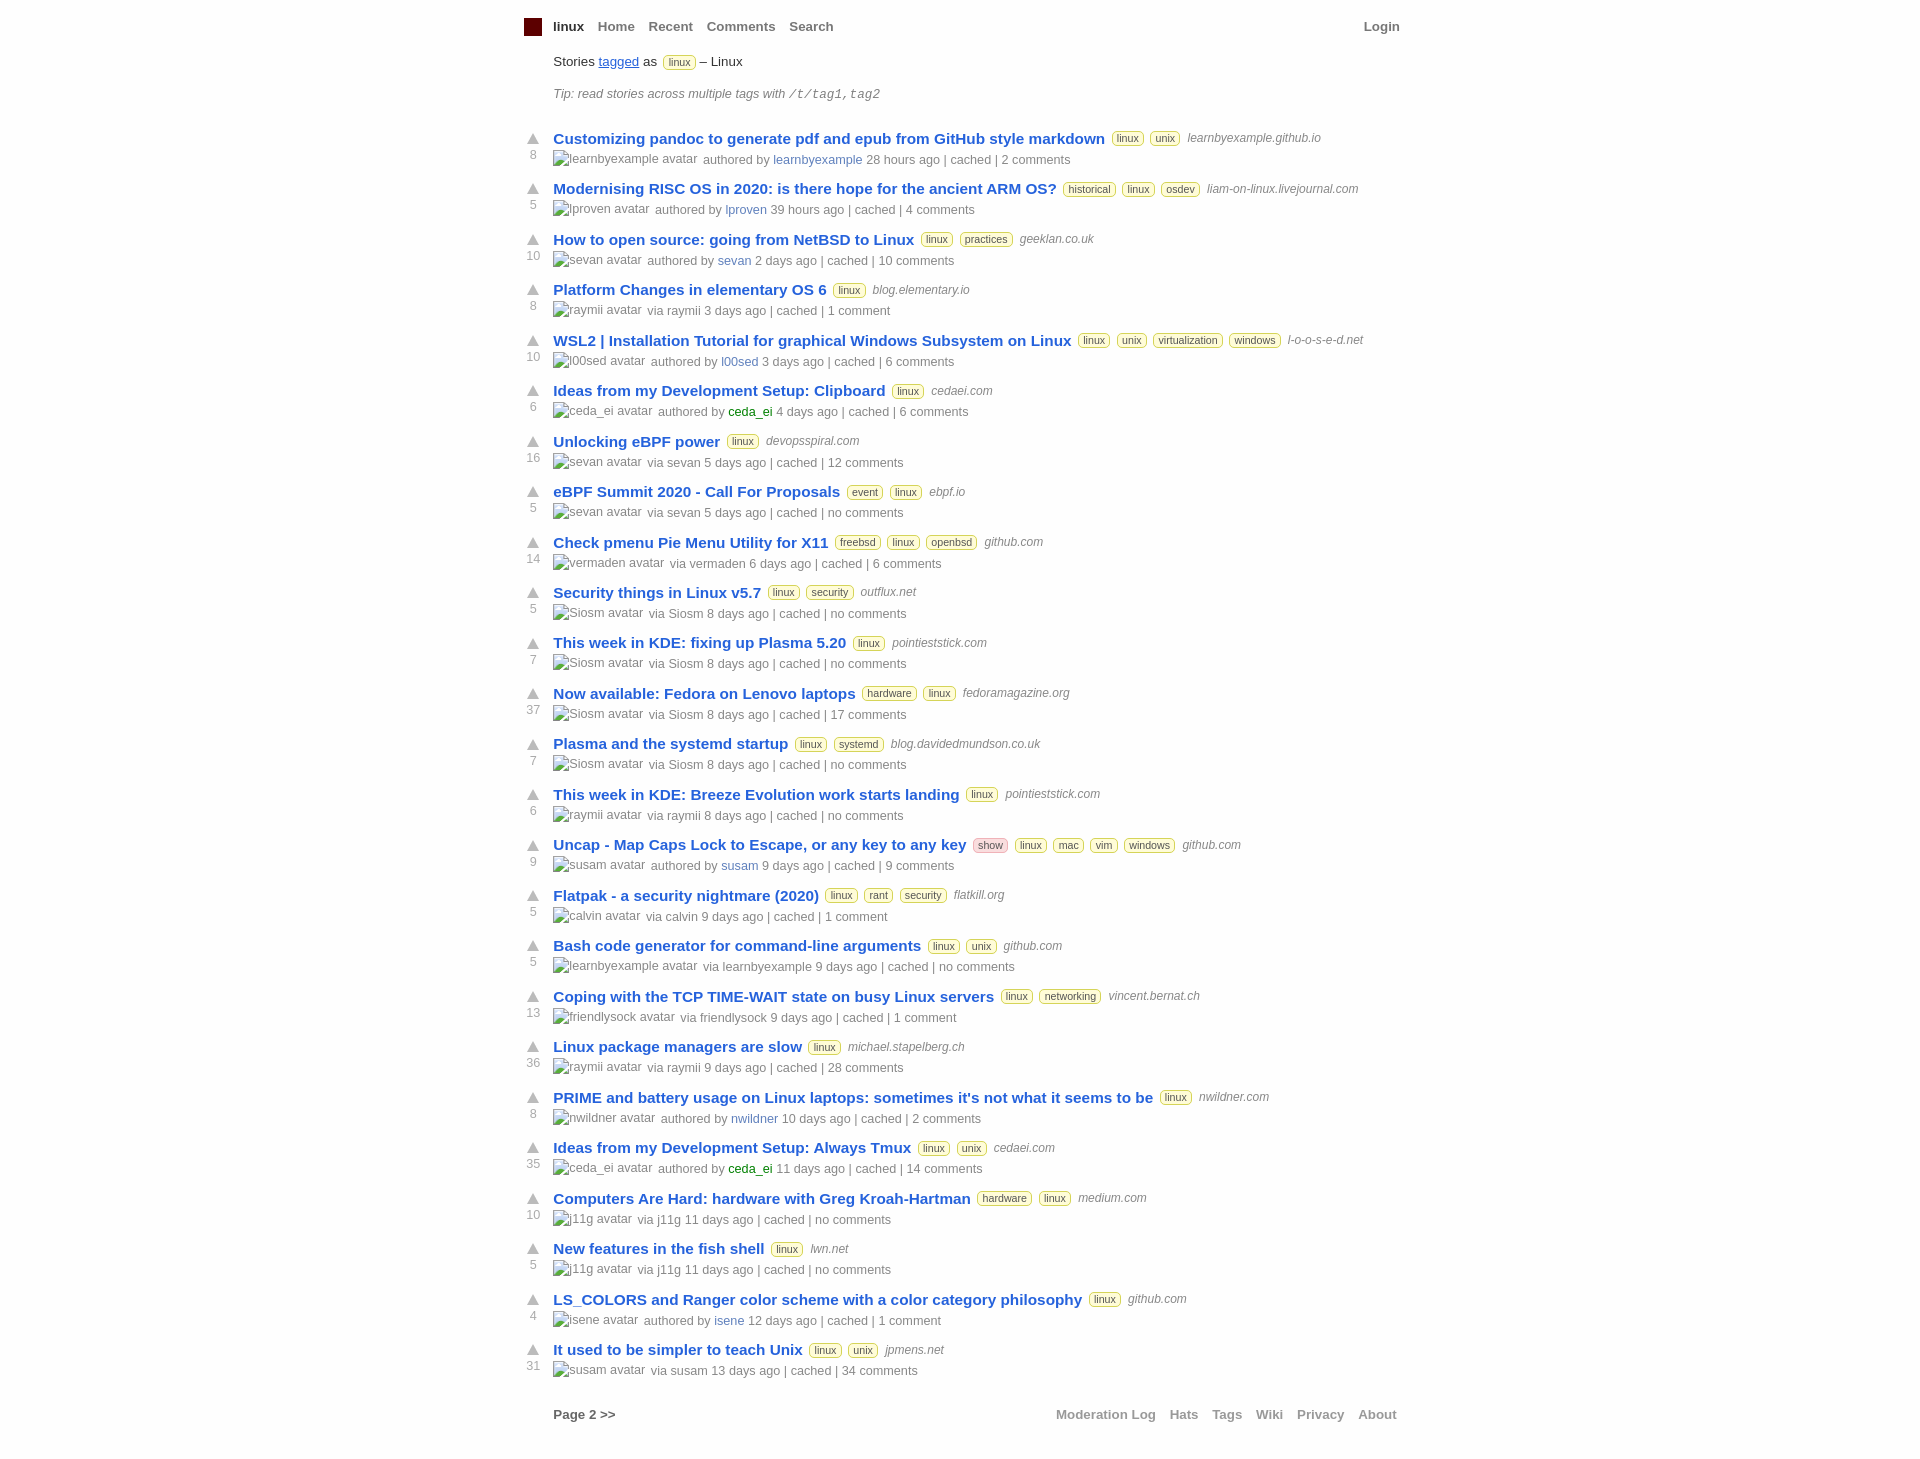 linux Home Recent Comments Search Login
Stories tagged as linux – Linux
Tip: read stories across multiple tags with /t/tag1,tag2
Customizing pandoc to generate pdf and epub from GitHub style markdown linux unix learnbyexample.github.io
8 learnbyexample avatar authored by learnbyexample 28 hours ago | cached | 2 comments
Modernising RISC OS in 2020: is there hope for the ancient ARM OS? historical linux osdev liam-on-linux.livejournal.com
5 lproven avatar authored by lproven 39 hours ago | cached | 4 comments
How to open source: going from NetBSD to Linux linux practices geeklan.co.uk
10 sevan avatar authored by sevan 2 days ago | cached | 10 comments
Platform Changes in elementary OS 6 linux blog.elementary.io
8 raymii avatar via raymii 3 days ago | cached | 1 comment
WSL2 | Installation Tutorial for graphical Windows Subsystem on Linux linux unix virtualization windows l-o-o-s-e-d.net
10 l00sed avatar authored by l00sed 3 days ago | cached | 6 comments
Ideas from my Development Setup: Clipboard linux cedaei.com
6 ceda_ei avatar authored by ceda_ei 4 days ago | cached | 6 comments
Unlocking eBPF power linux devopsspiral.com
16 sevan avatar via sevan 5 days ago | cached | 12 comments
eBPF Summit 2020 - Call For Proposals event linux ebpf.io
5 sevan avatar via sevan 5 days ago | cached | no comments
Check pmenu Pie Menu Utility for X11 freebsd linux openbsd github.com
14 vermaden avatar via vermaden 6 days ago | cached | 6 comments
Security things in Linux v5.7 linux security outflux.net
5 Siosm avatar via Siosm 8 days ago | cached | no comments
This week in KDE: fixing up Plasma 5.20 linux pointieststick.com
7 Siosm avatar via Siosm 8 days ago | cached | no comments
Now available: Fedora on Lenovo laptops hardware linux fedoramagazine.org
37 Siosm avatar via Siosm 8 days ago | cached | 17 comments
Plasma and the systemd startup linux systemd blog.davidedmundson.co.uk
7 Siosm avatar via Siosm 8 days ago | cached | no comments
This week in KDE: Breeze Evolution work starts landing linux pointieststick.com
6 raymii avatar via raymii 8 days ago | cached | no comments
Uncap - Map Caps Lock to Escape, or any key to any key show linux mac vim windows github.com
9 susam avatar authored by susam 9 days ago | cached | 9 comments
Flatpak - a security nightmare (2020) linux rant security flatkill.org
5 calvin avatar via calvin 9 days ago | cached | 1 comment
Bash code generator for command-line arguments linux unix github.com
5 learnbyexample avatar via learnbyexample 9 days ago | cached | no comments
Coping with the TCP TIME-WAIT state on busy Linux servers linux networking vincent.bernat.ch
13 friendlysock avatar via friendlysock 9 days ago | cached | 1 comment
Linux package managers are slow linux michael.stapelberg.ch
36 raymii avatar via raymii 9 days ago | cached | 28 comments
PRIME and battery usage on Linux laptops: sometimes it's not what it seems to be linux nwildner.com
8 nwildner avatar authored by nwildner 10 days ago | cached | 2 comments
Ideas from my Development Setup: Always Tmux linux unix cedaei.com
35 ceda_ei avatar authored by ceda_ei 11 days ago | cached | 14 comments
Computers Are Hard: hardware with Greg Kroah-Hartman hardware linux medium.com
10 j11g avatar via j11g 11 days ago | cached | no comments
New features in the fish shell linux lwn.net
5 j11g avatar via j11g 11 days ago | cached | no comments
LS_COLORS and Ranger color scheme with a color category philosophy linux github.com
4 isene avatar authored by isene 12 days ago | cached | 1 comment
It used to be simpler to teach Unix linux unix jpmens.net
31 susam avatar via susam 13 days ago | cached | 34 comments
Page 2 >> Moderation Log Hats Tags Wiki Privacy About